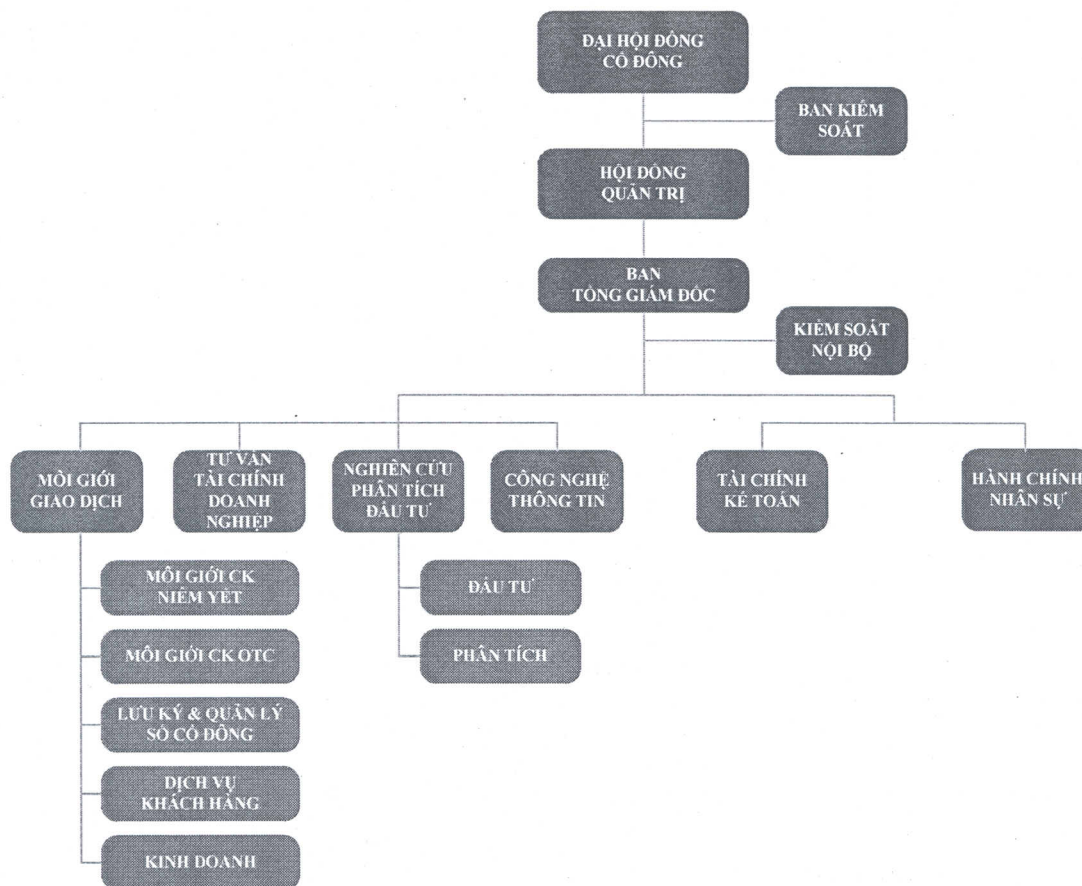 ĐẠI HỘI ĐỒNG
CỔ ĐÔNG
BAN KIỂM
SOÁT
HỘI ĐỒNG
QUẢN TRỊ
BAN
TỔNG GIÁM ĐỐC
KIỂM SOÁT
NỘI BỘ
MÔI GIỚI
GIAO DỊCH
TƯ VẤN
TÀI CHÍNH
DOANH
NGHIỆP
NGHIÊN CỨU
PHÂN TÍCH
ĐẦU TƯ
CÔNG NGHỆ
THÔNG TIN
TÀI CHÍNH
KẾ TOÁN
HÀNH CHÍNH
NHÂN SỰ
MÔI GIỚI CK
NIÊM YẾT
MÔI GIỚI CK OTC
LƯU KÝ & QUẢN LÝ
SỔ CỔ ĐÔNG
DỊCH VỤ
KHÁCH HÀNG
KINH DOANH
ĐẦU TƯ
PHÂN TÍCH